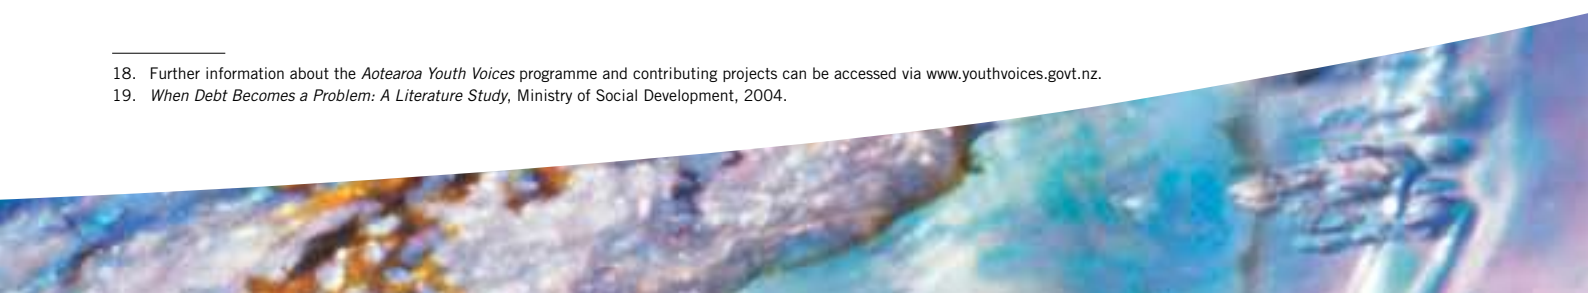 18. Further information about the Aotearoa Youth Voices programme and contributing projects can be accessed via www.youthvoices.govt.nz.
19. When Debt Becomes a Problem: A Literature Study, Ministry of Social Development, 2004.